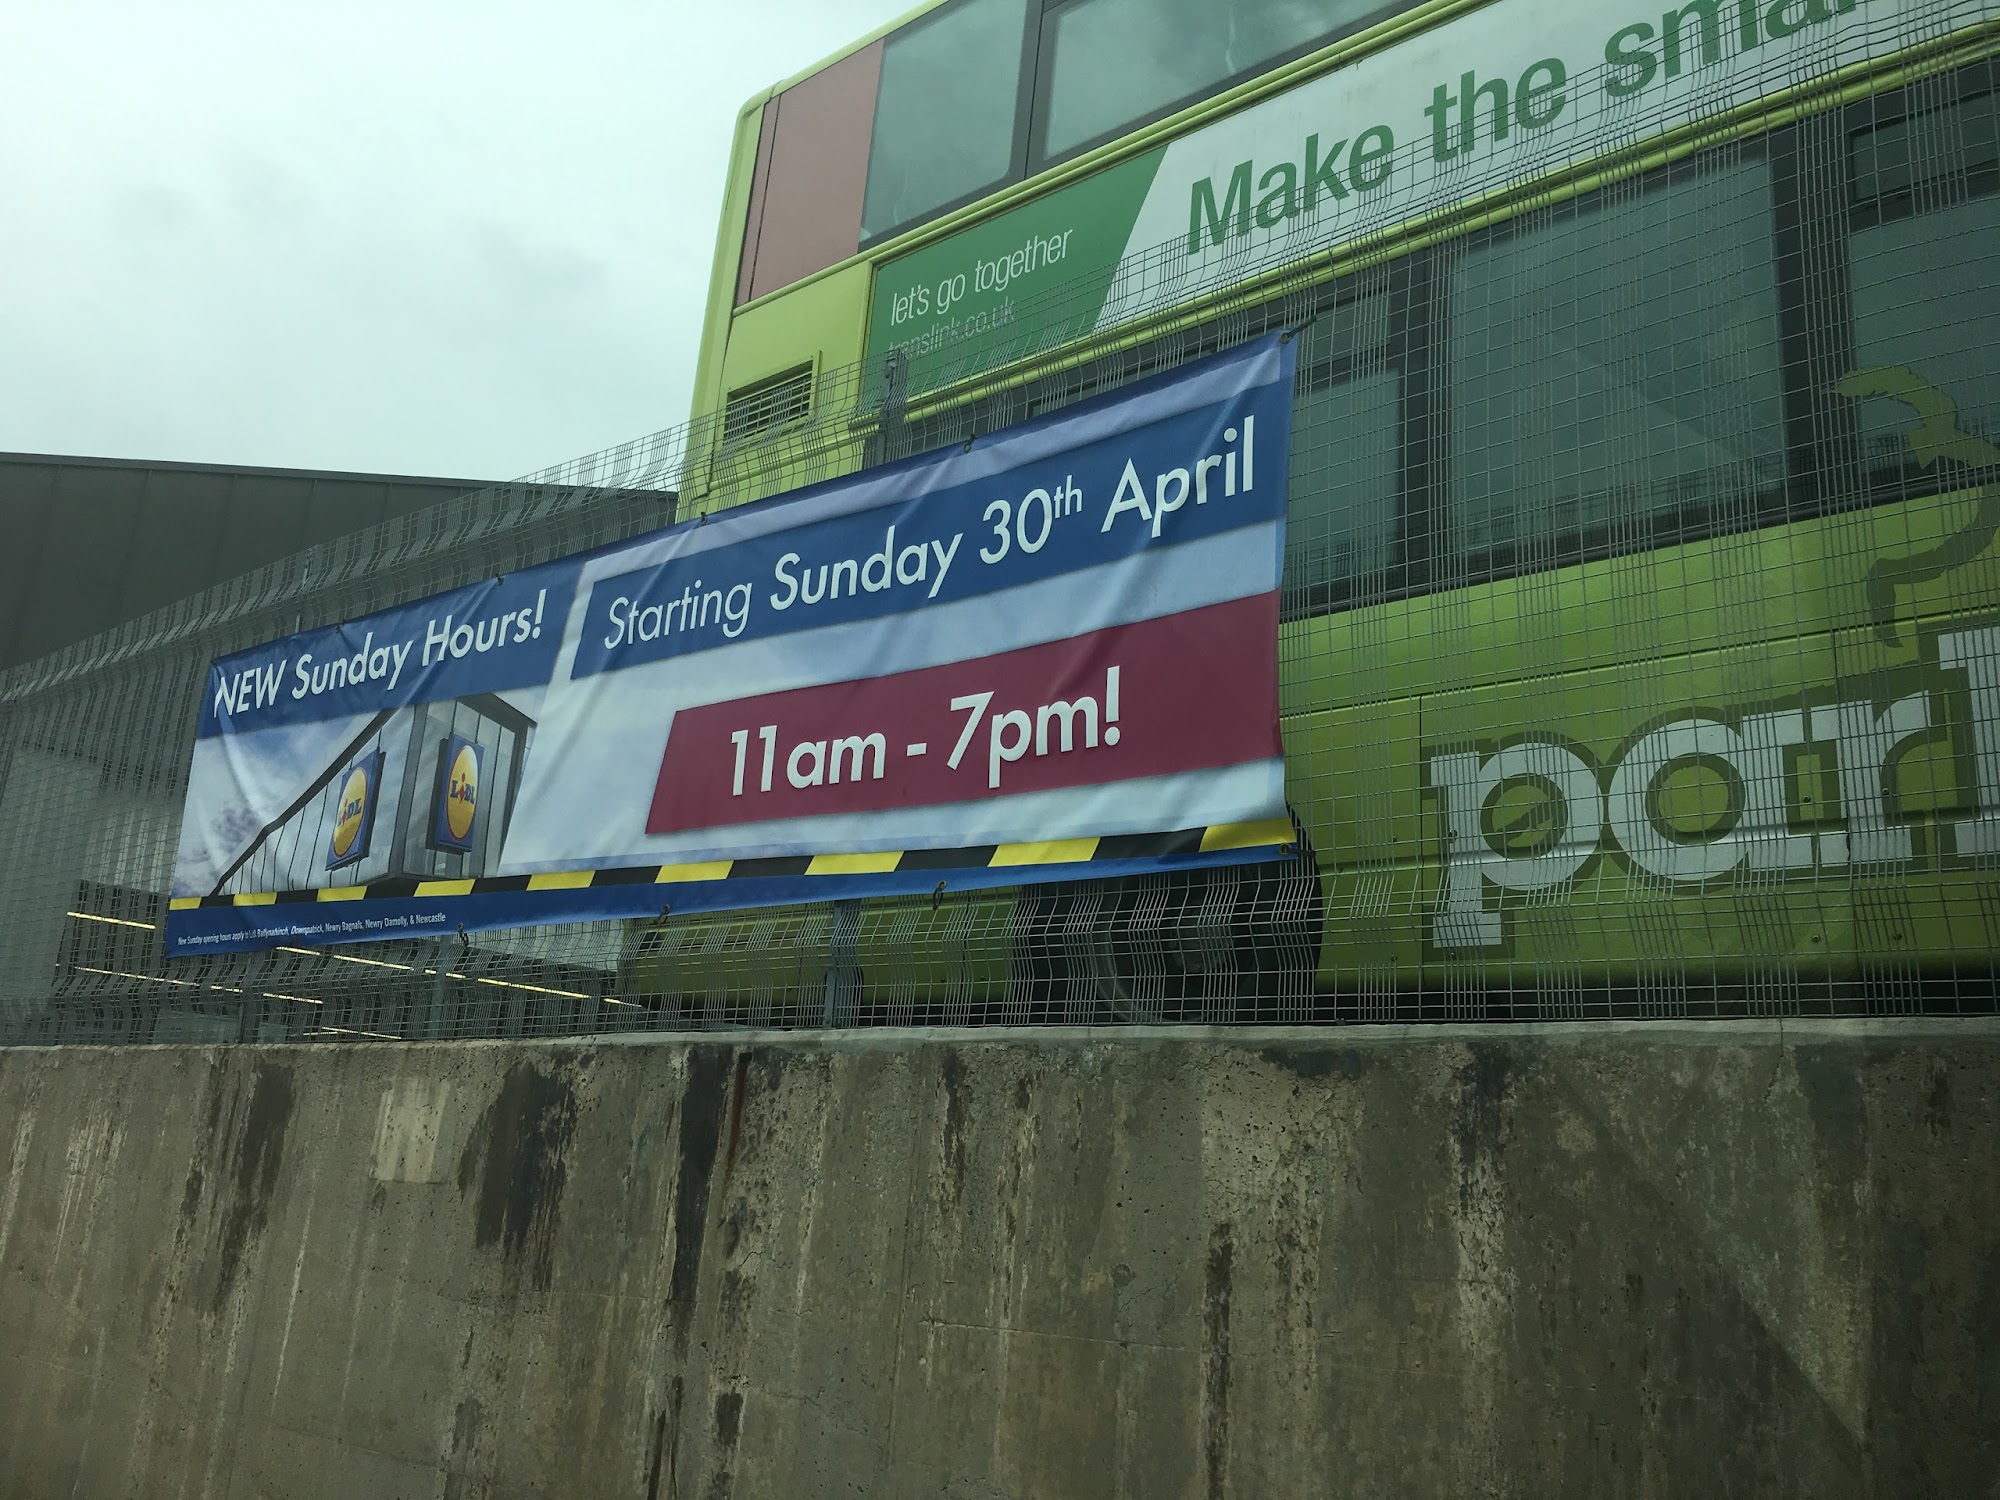 Make the sma
let's go together
translink.co.uk
NEW Sunday Hours!
Starting Sunday 30th April
11am - 7pm!
LIDL
LIDL
New Sunday opening hours apply to Lidl Ballynahinch, Downpatrick, Newry Bagnals, Newry Damolly, & Newcastle
park